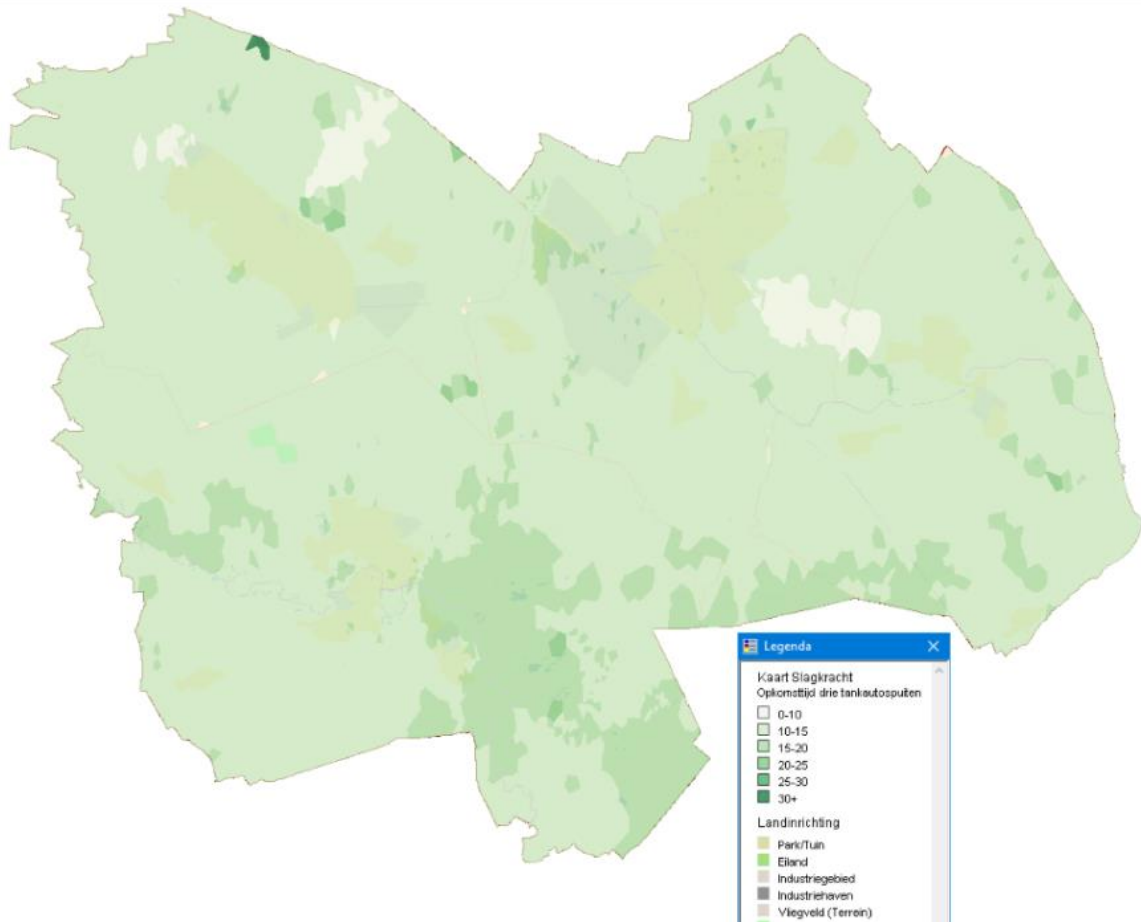 Legenda
Kaart Slagkracht
Opkomsttijd drie tankautospuiten
0-10
10-15
15-20
20-25
25-30
30+
Landinrichting
Park/Tuin
Eiland
Industriegebied
Industriehaven
Vliegveld (Terrein)